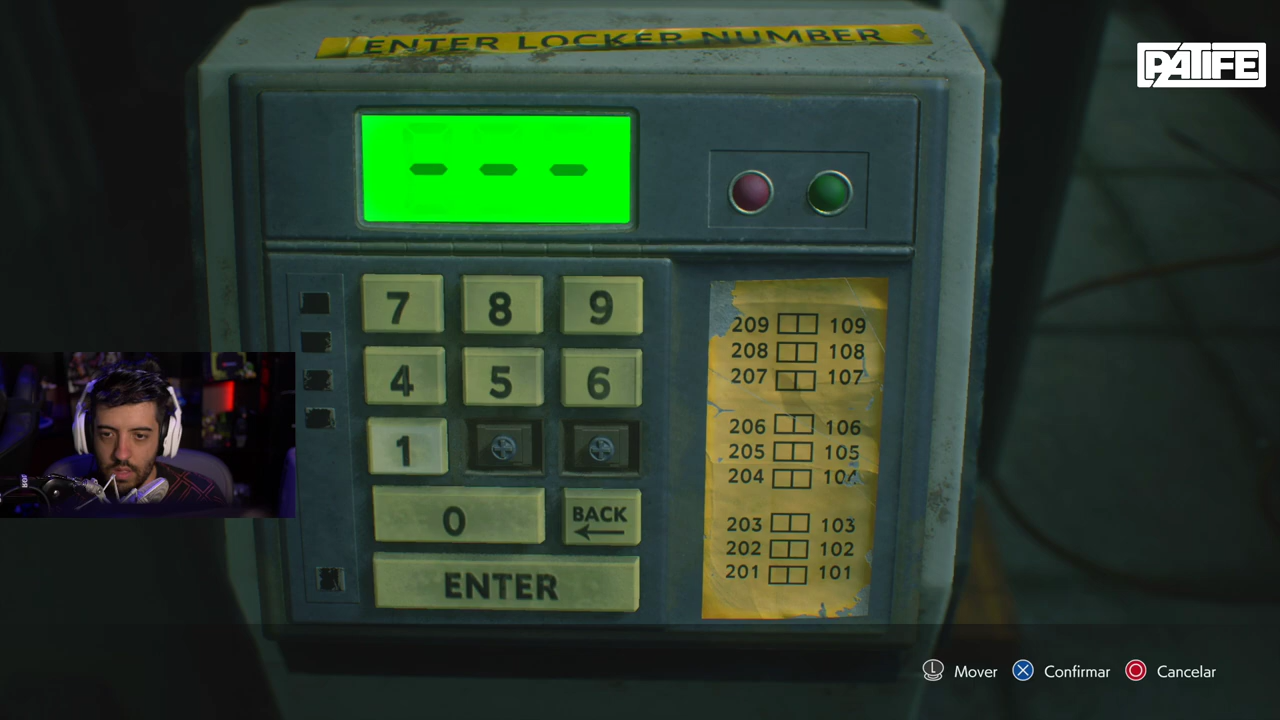 ENTER LOCKER NUMBER
PATIFE
7 8 9
4 5 6
1
0 BACK
ENTER
209 109
208 108
207 107
206 106
205 105
204 104
203 103
202 102
201 101
L Mover Confirmar Cancelar